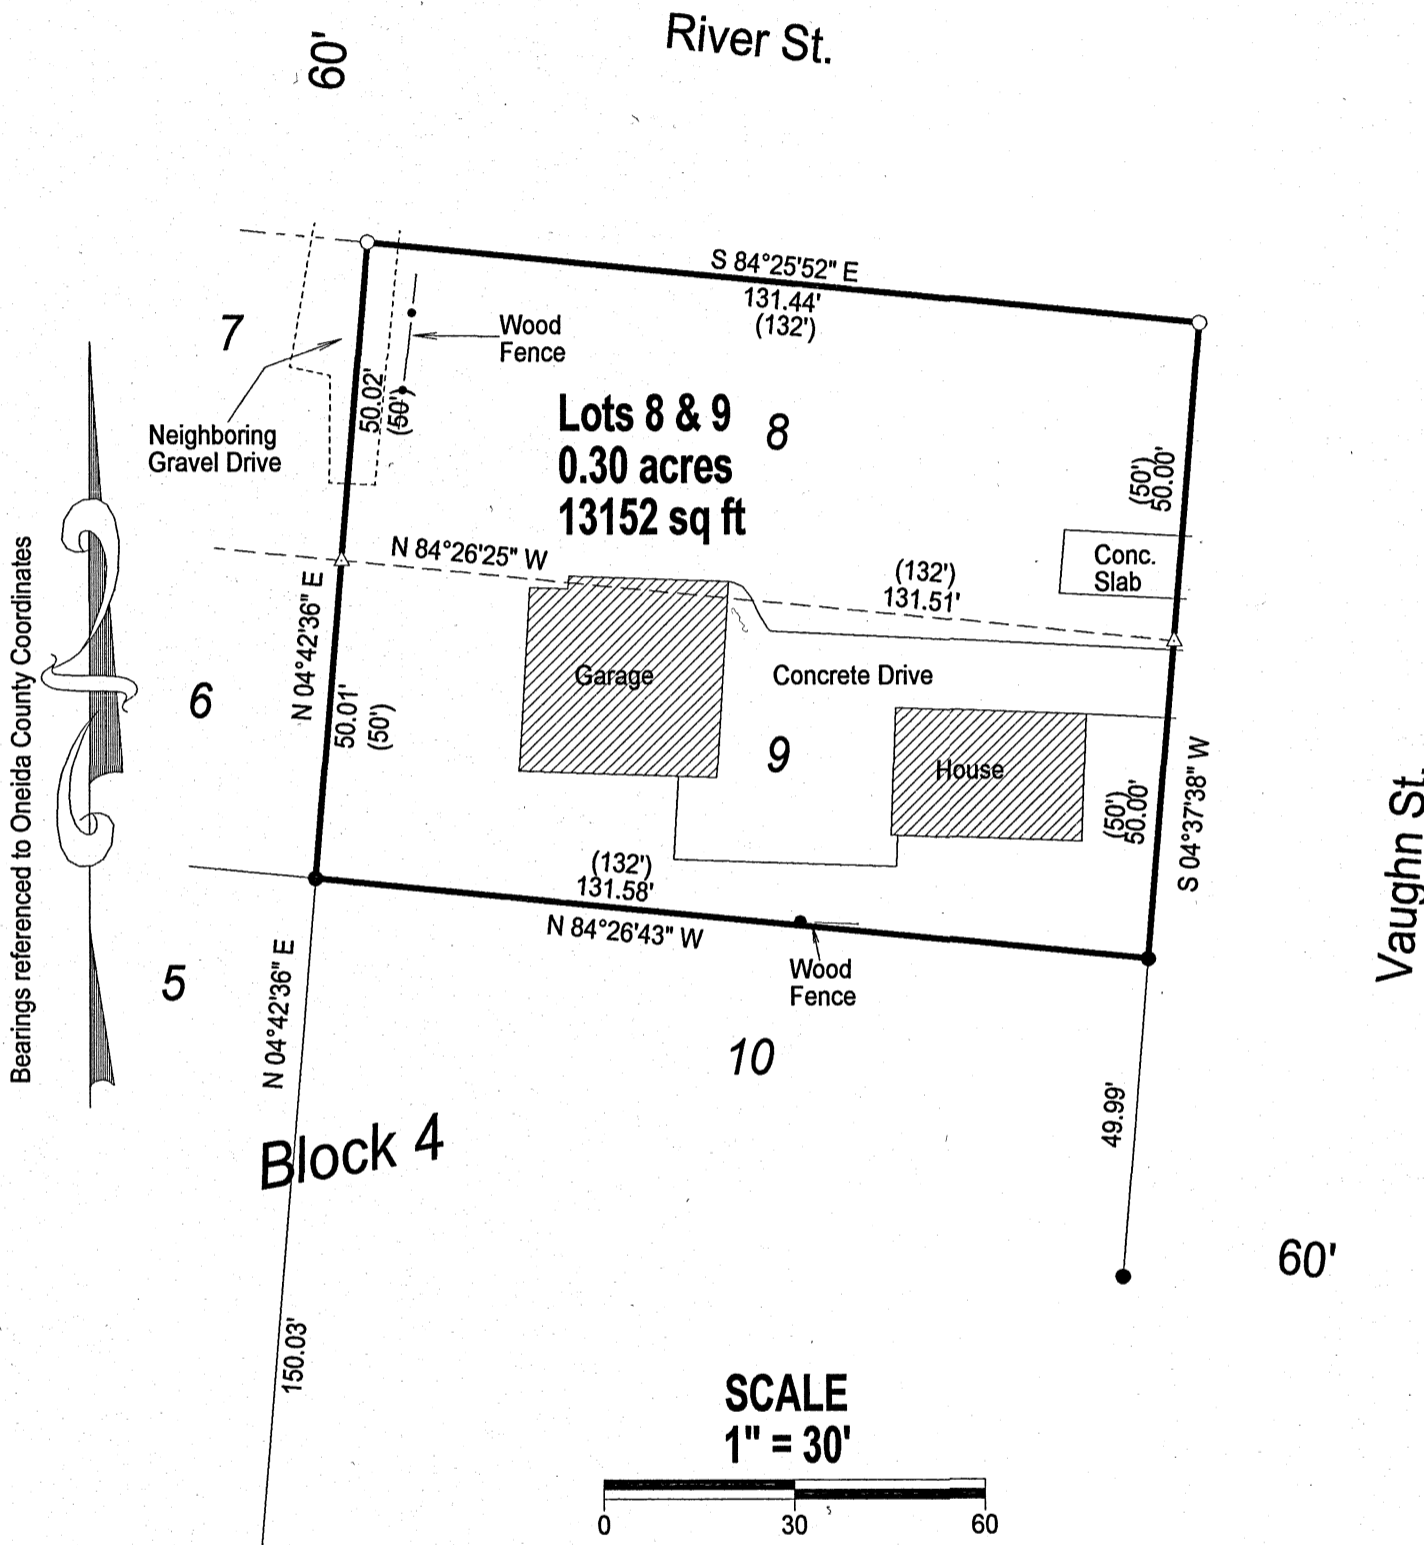 River St.
60'
S 84°25'52" E
131.44'
(132')
7
Wood
Fence
50.02'
(50')
Neighboring
Gravel Drive
Lots 8 & 9
0.30 acres
13152 sq ft
8
(50')
50.00'
N 84°26'25" W
(132')
131.51'
Conc.
Slab
Bearings referenced to Oneida County Coordinates
N 04°42'36" E
6
50.01'
(50')
Garage
Concrete Drive
9
House
(50')
50.00'
S 04°37'38" W
Vaughn St.
(132')
131.58'
N 84°26'43" W
Wood
Fence
5
N 04°42'36" E
10
49.99'
Block 4
60'
150.03'
SCALE
1" = 30'
0 30 60